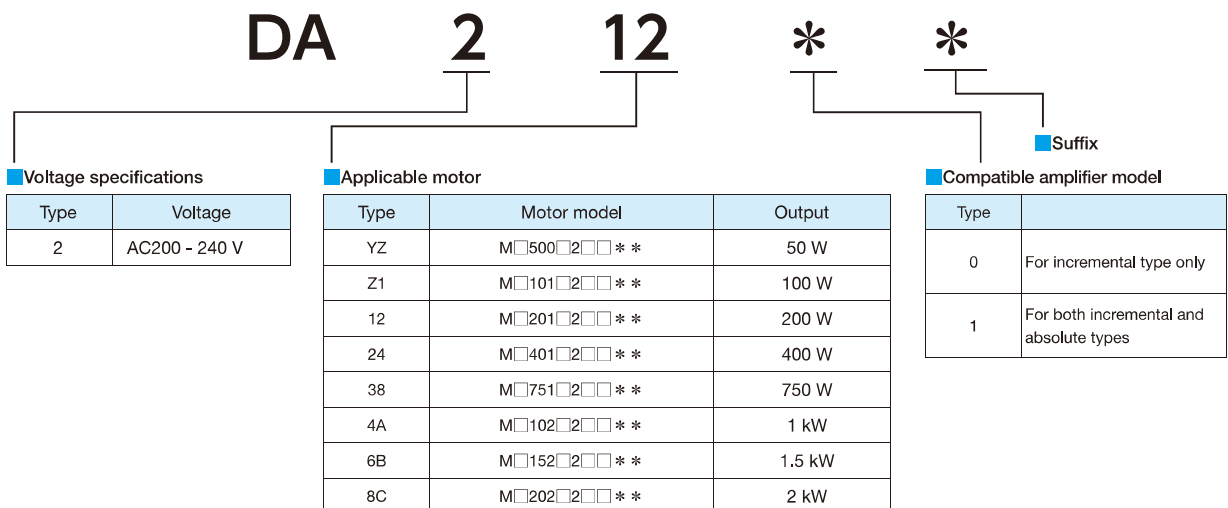 DA 2 12 * *
Suffix
Voltage specifications
Type Voltage
2 AC200 - 240 V
Applicable motor
Type Motor model Output
YZ M□500□2□□** 50 W
Z1 M□101□2□□** 100 W
12 M□201□2□□** 200 W
24 M□401□2□□** 400 W
38 M□751□2□□** 750 W
4A M□102□2□□** 1 kW
6B M□152□2□□** 1.5 kW
8C M□202□2□□** 2 kW
Compatible amplifier model
Type
0 For incremental type only
1 For both incremental and
absolute types